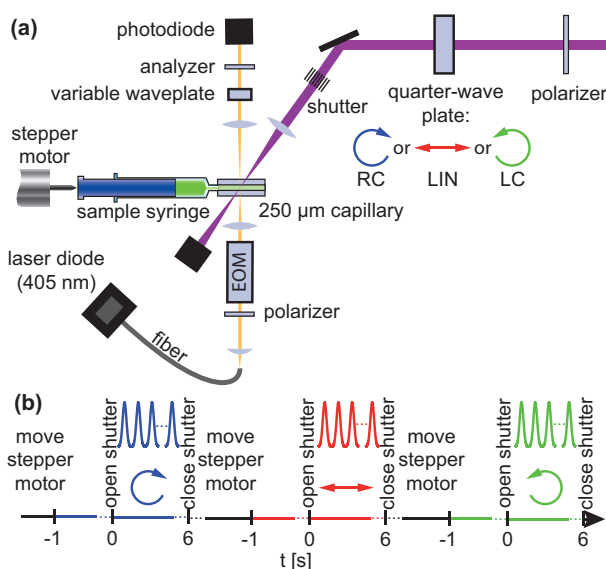 (a)
photodiode
analyzer
variable waveplate
shutter
quarter-wave
plate:
polarizer
RC or LIN or LC
stepper
motor
sample syringe
250 µm capillary
laser diode
(405 nm)
EOM
polarizer
fiber
(b)
move
stepper
motor
open shutter
close shutter
move
stepper
motor
open shutter
close shutter
move
stepper
motor
open shutter
close shutter
-1 0 6 -1 0 6 -1 0 6
t [s]